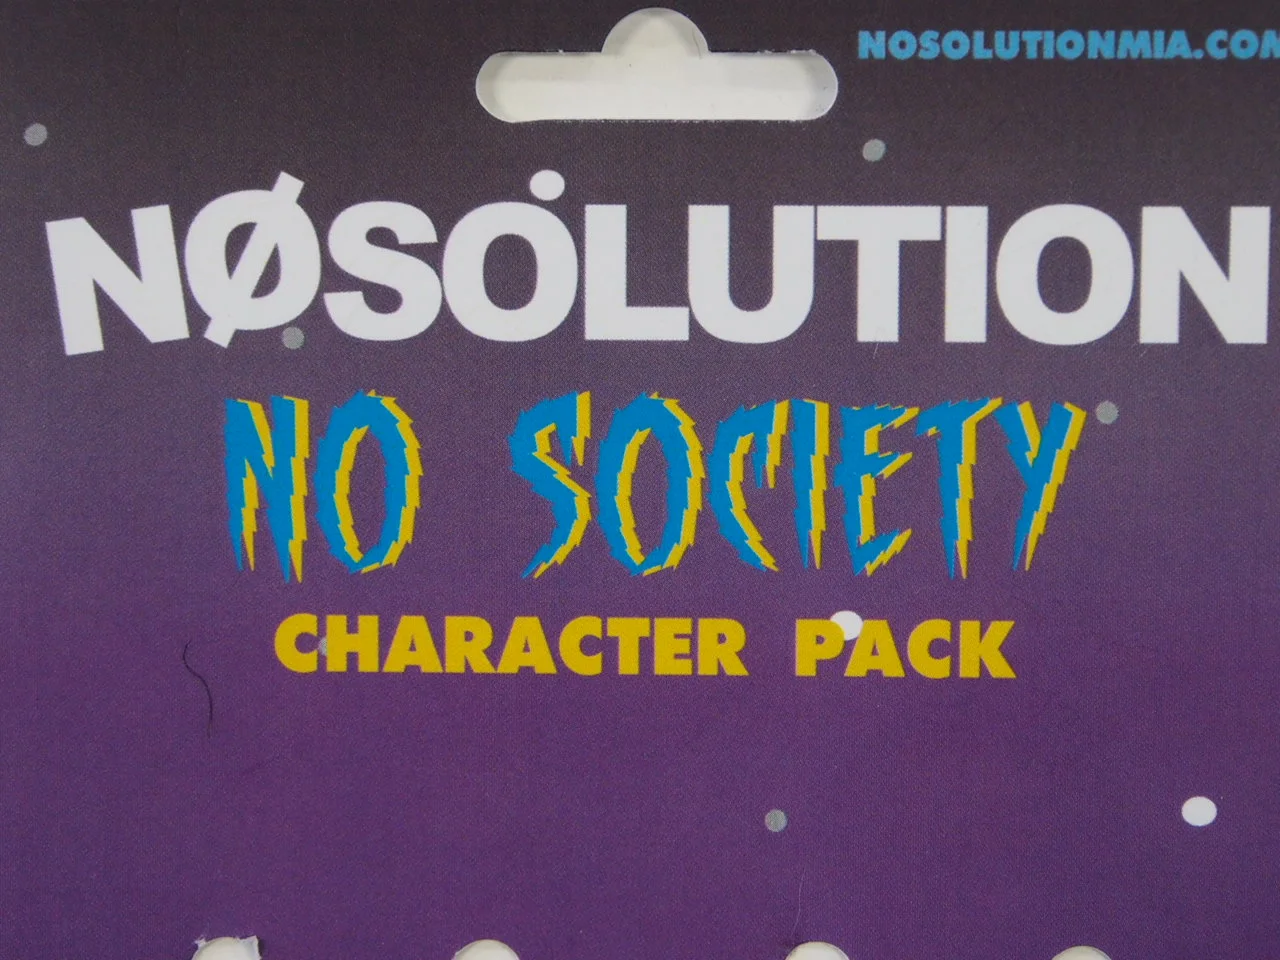 NOSOLUTIONMIA.COM
NØSOLUTION
NO SOCIETY
CHARACTER PACK